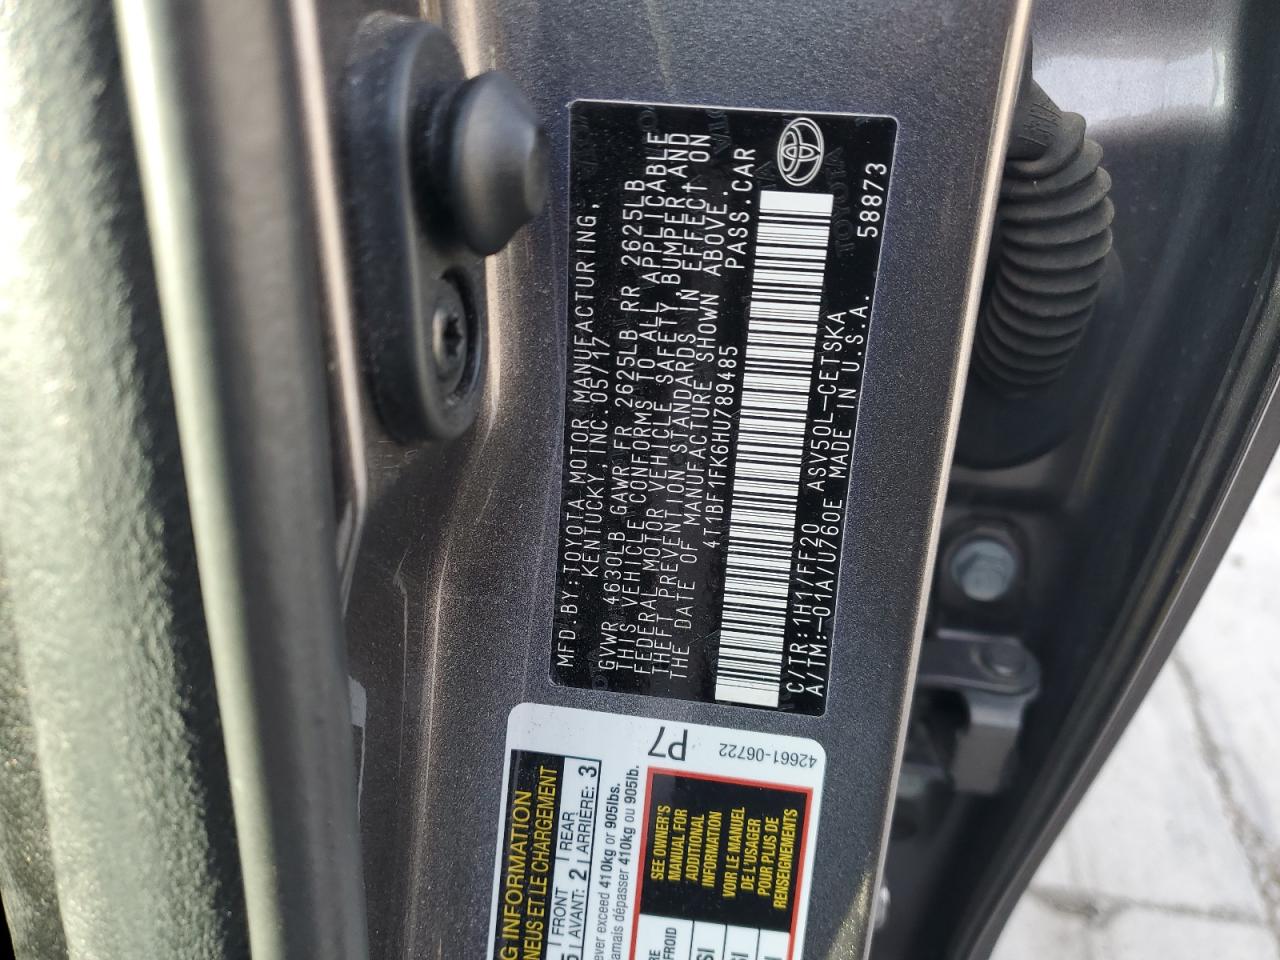 MFD.BY:TOYOTA MOTOR MANUFACTURING,
KENTUCKY, INC. 05/17
GVWR 4630LB GAWR FR 2625LB RR 2625LB
THIS VEHICLE CONFORMS TO ALL APPLICABLE
FEDERAL MOTOR VEHICLE SAFETY BUMPER, AND
THEFT PREVENTION STANDARDS IN EFFECT ON
THE DATE OF MANUFACTURE SHOWN ABOVE.
4T1BF1FK6HU789485 PASS.CAR
C/TR:1H1/FF20 ASV50L-CETSKA
A/TM:-01A/U760E MADE IN U.S.A. 58873
TOYOTA
P7
42661-06722
INFORMATION
ET LE CHARGEMENT
FRONT REAR
AVANT: 2 ARRIÈRE: 3
exceed 410kg or 905lbs.
dépasser 410kg ou 905lb.
SEE OWNER'S
MANUAL FOR
ADDITIONAL
INFORMATION
VOIR LE MANUEL
DE L'USAGER
POUR PLUS DE
RENSEIGNEMENTS